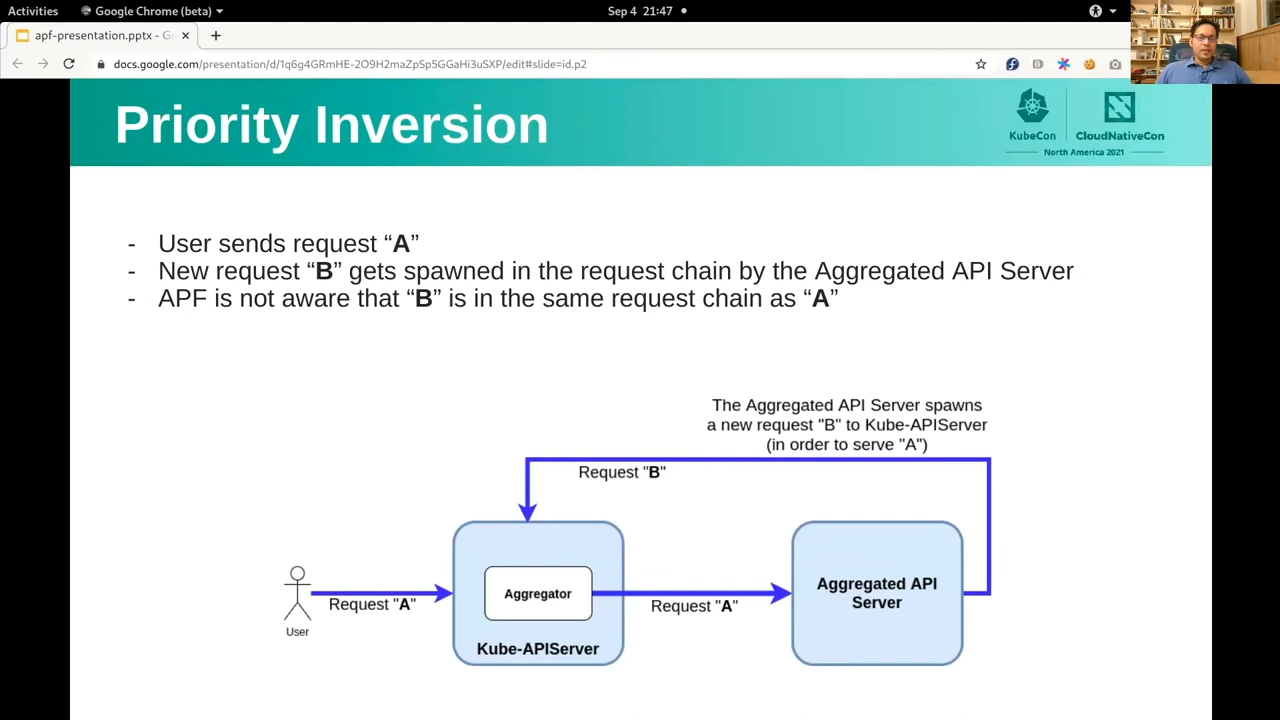 Activities
Google Chrome (beta)
Sep 4 21:47
apf-presentation.pptx - Go
docs.google.com/presentation/d/1q6g4GRmHE-2O9H2maZpSp5GGaHi3uSXP/edit#slide=id.p2
Priority Inversion
KubeCon
CloudNativeCon
North America 2021
- User sends request “A”
- New request “B” gets spawned in the request chain by the Aggregated API Server
- APF is not aware that “B” is in the same request chain as “A”
The Aggregated API Server spawns
a new request "B" to Kube-APIServer
(in order to serve "A")
Request "B"
Aggregator
Aggregated API
Server
Request "A"
Request "A"
User
Kube-APIServer